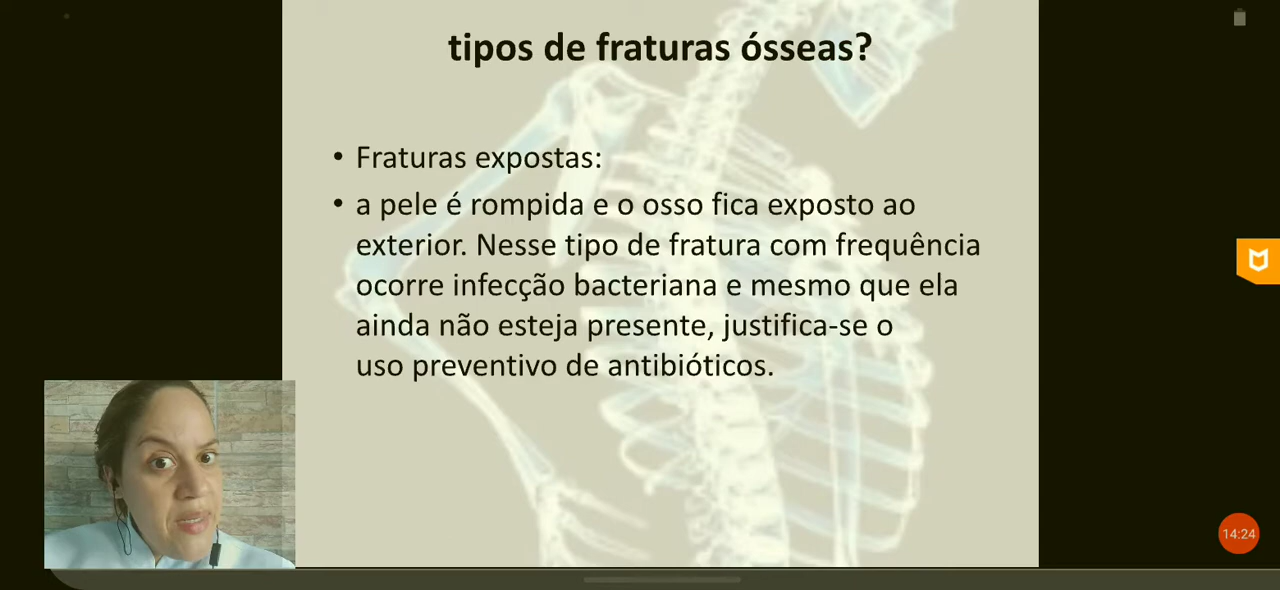 tipos de fraturas ósseas?
• Fraturas expostas:
• a pele é rompida e o osso fica exposto ao
exterior. Nesse tipo de fratura com frequência
ocorre infecção bacteriana e mesmo que ela
ainda não esteja presente, justifica-se o
uso preventivo de antibióticos.
14:24